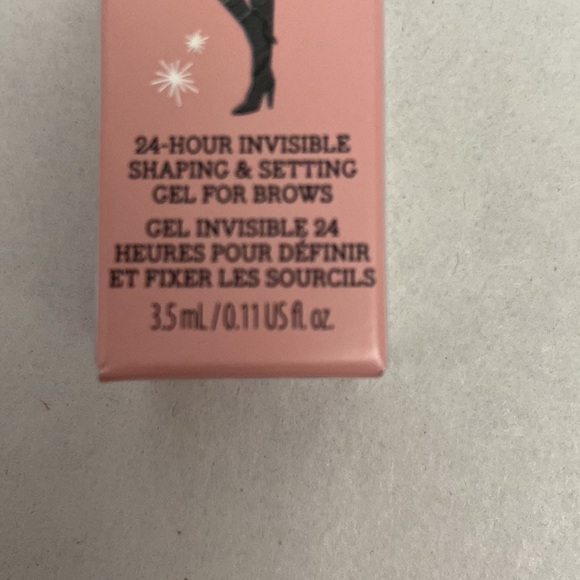 24-HOUR INVISIBLE
SHAPING & SETTING
GEL FOR BROWS
GEL INVISIBLE 24
HEURES POUR DÉFINIR
ET FIXER LES SOURCILS
3.5 mL / 0.11 US fl. oz.